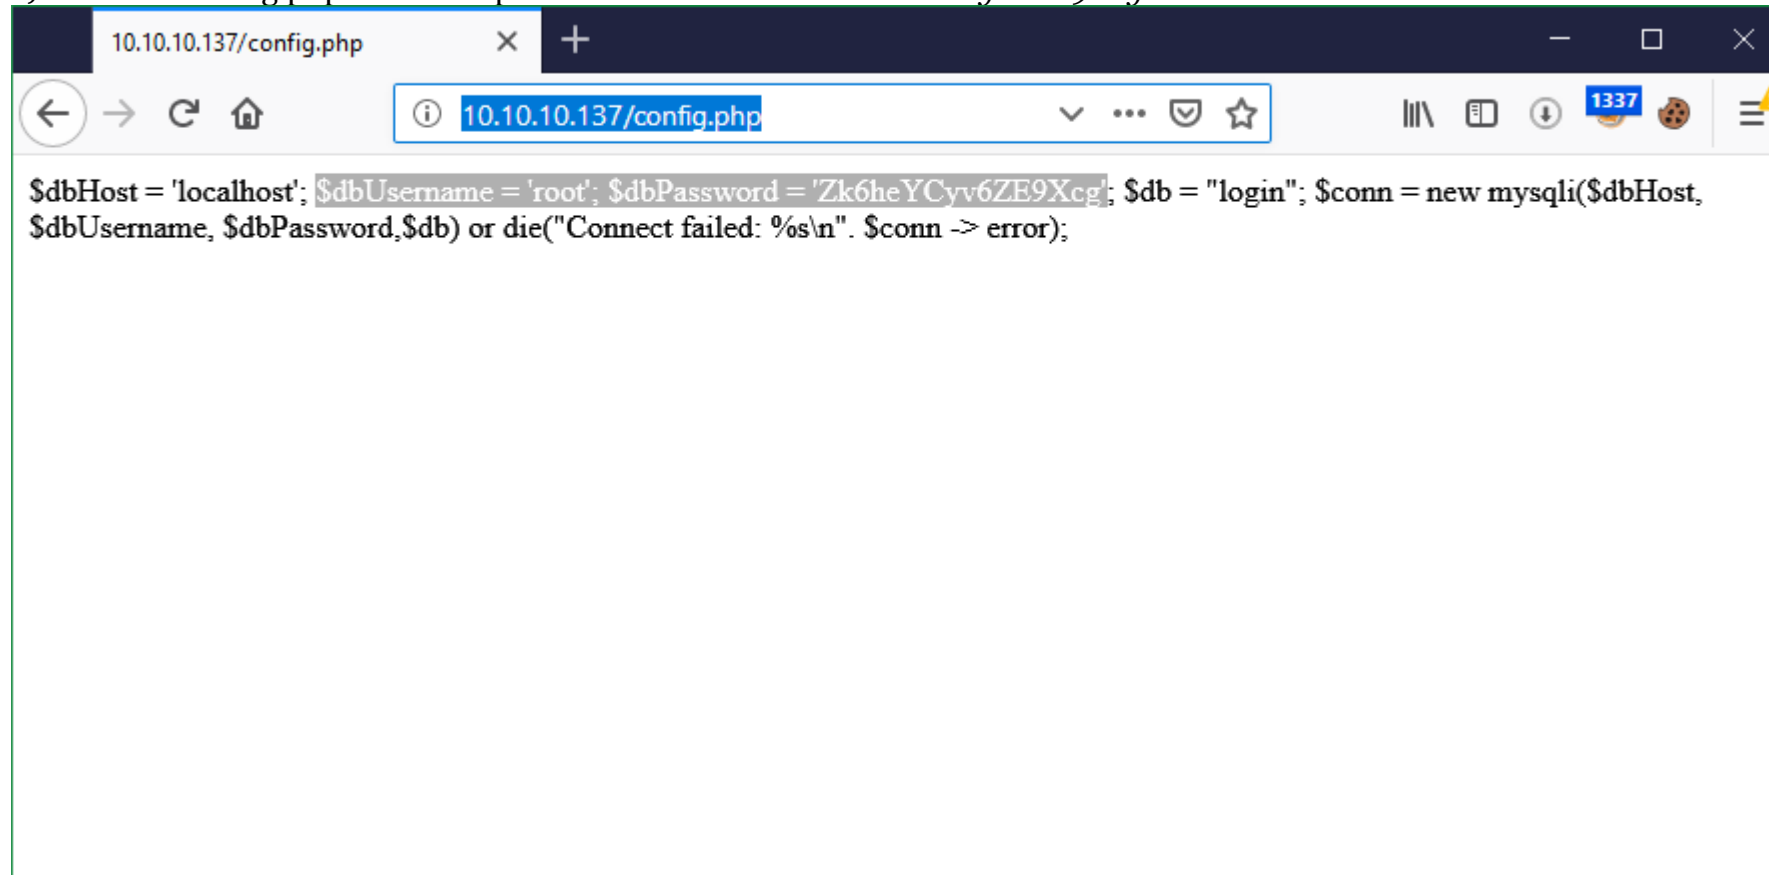 10.10.10.137/config.php
10.10.10.137/config.php
1337
$dbHost = 'localhost'; $dbUsername = 'root'; $dbPassword = 'Zk6heYCyv6ZE9Xcg'; $db = "login"; $conn = new mysqli($dbHost,
$dbUsername, $dbPassword,$db) or die("Connect failed: %s\n". $conn -> error);